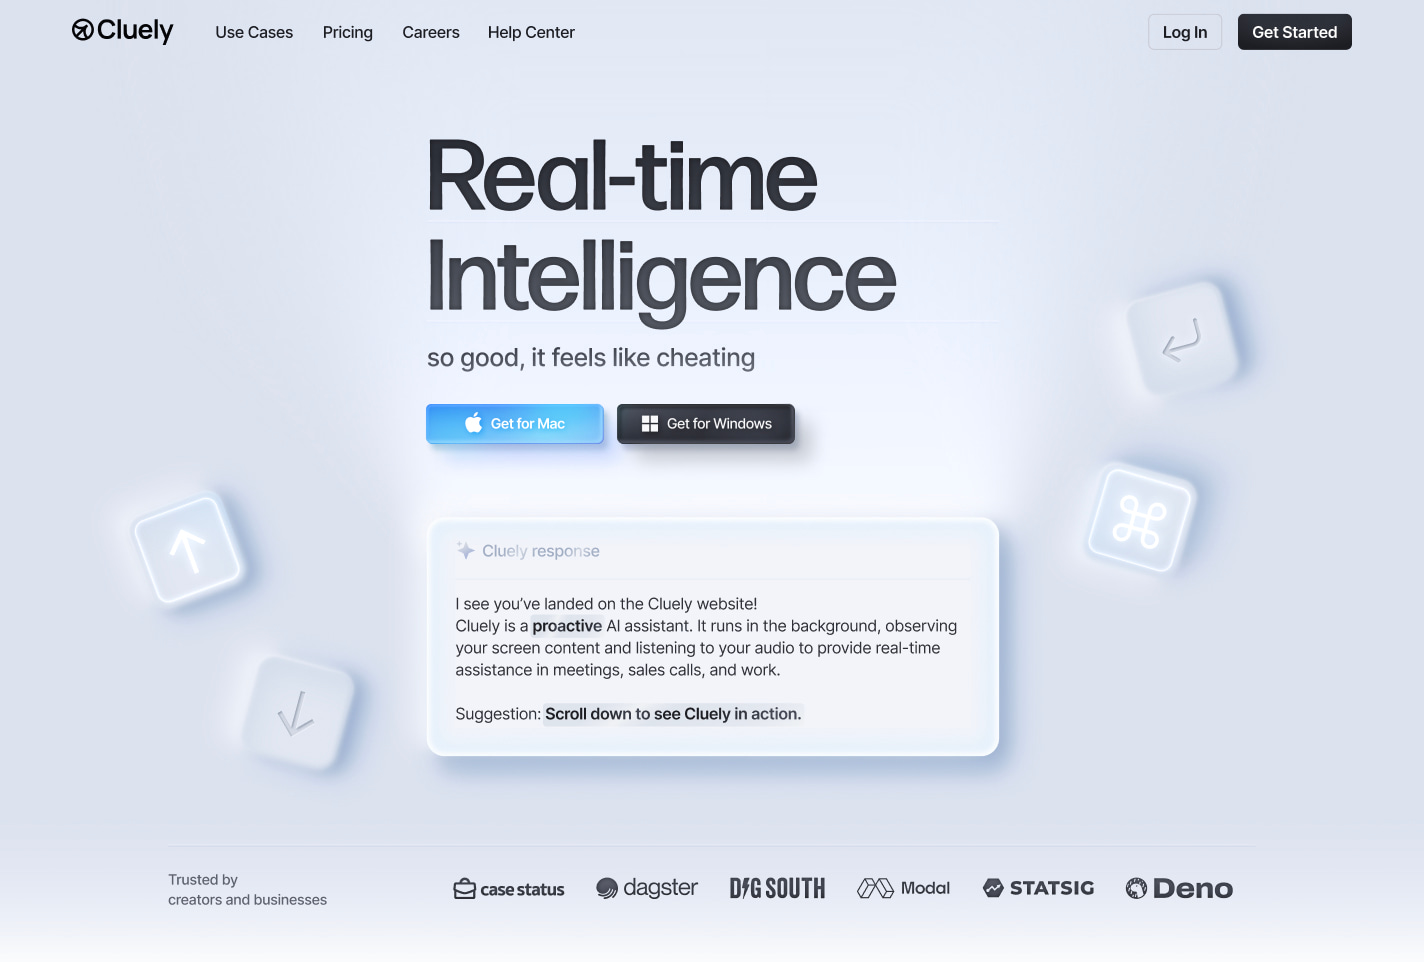 Cluely
Use Cases
Pricing
Careers
Help Center
Log In
Get Started
Real-time
Intelligence
so good, it feels like cheating
Get for Mac
Get for Windows
Cluely response
I see you’ve landed on the Cluely website!
Cluely is a proactive AI assistant. It runs in the background, observing
your screen content and listening to your audio to provide real-time
assistance in meetings, sales calls, and work.
Suggestion: Scroll down to see Cluely in action.
Trusted by
creators and businesses
case status
dagster
DIG SOUTH
Modal
STATSIG
Deno